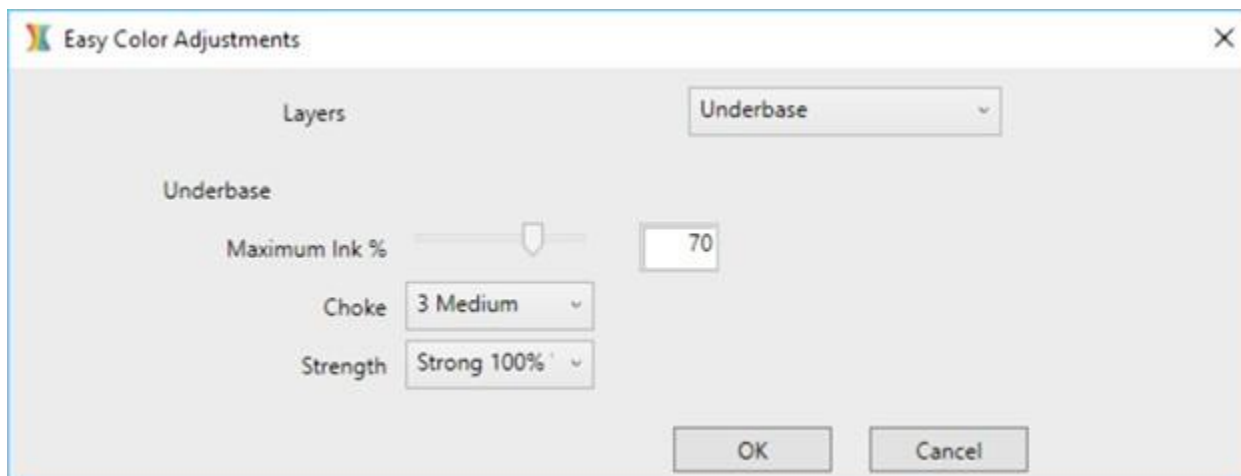 Easy Color Adjustments
Layers Underbase
Underbase
Maximum Ink % 70
Choke 3 Medium
Strength Strong 100%
OK Cancel